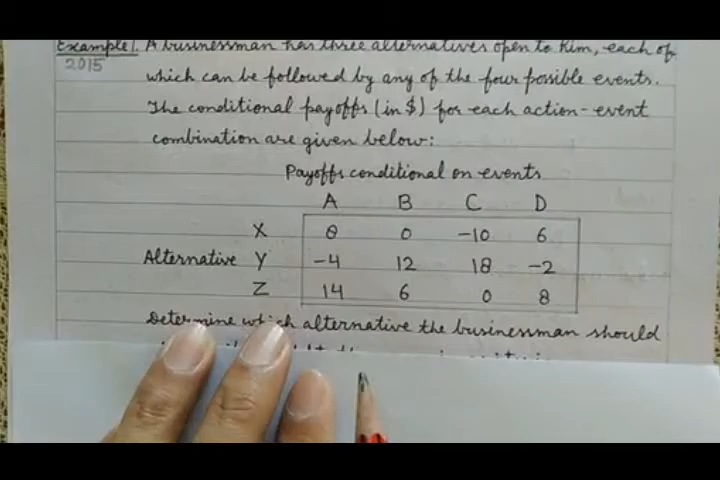 Example 1. A businessman has three alternatives open to him, each of
2015 which can be followed by any of the four possible events.
The conditional payoffs (in $) for each action-event
combination are given below:
Payoffs conditional on events
A B C D
X 8 0 -10 6
Alternative Y -4 12 18 -2
Z 14 6 0 8
Determine which alternative the businessman should